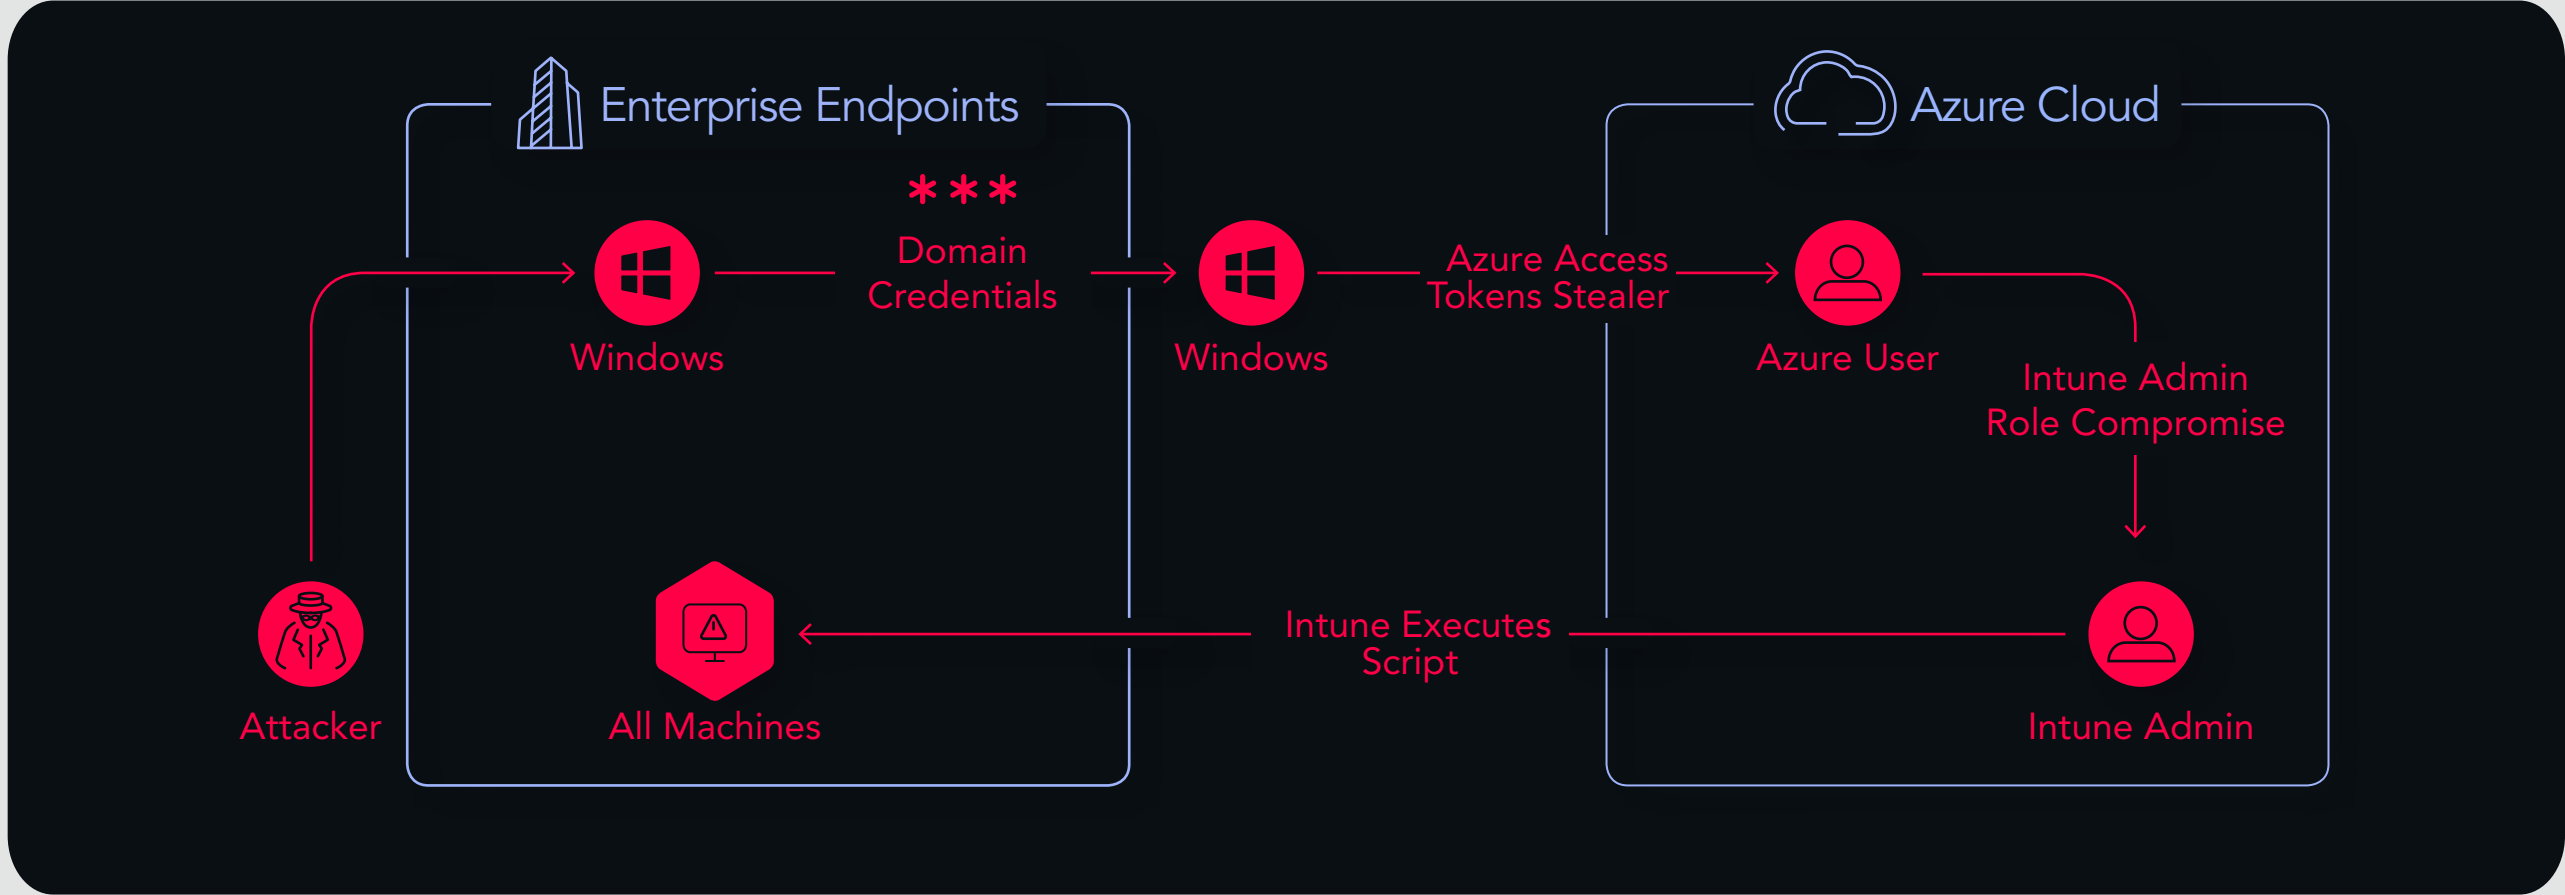 Enterprise Endpoints
Azure Cloud
***
Domain
Credentials
Azure Access
Tokens Stealer
Windows
Windows
Azure User
Intune Admin
Role Compromise
Intune Executes
Script
Attacker
All Machines
Intune Admin